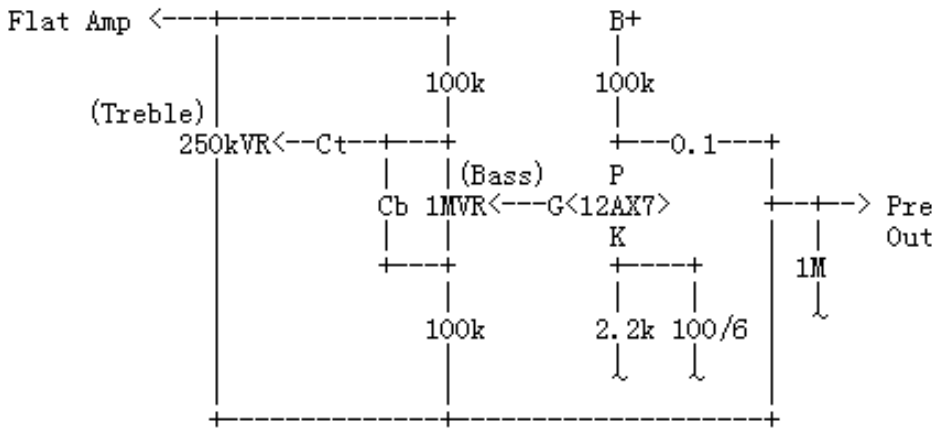 Flat Amp <---+--------------+ B+
100k 100k
(Treble)
250kVR<--Ct--+---+ +--0.1---+
(Bass) P
Cb 1MVR<---G<12AX7> +--+--> Pre
K Out
+---+ +----+ 1M
100k 2.2k 100/6
+--------------+--------------------+